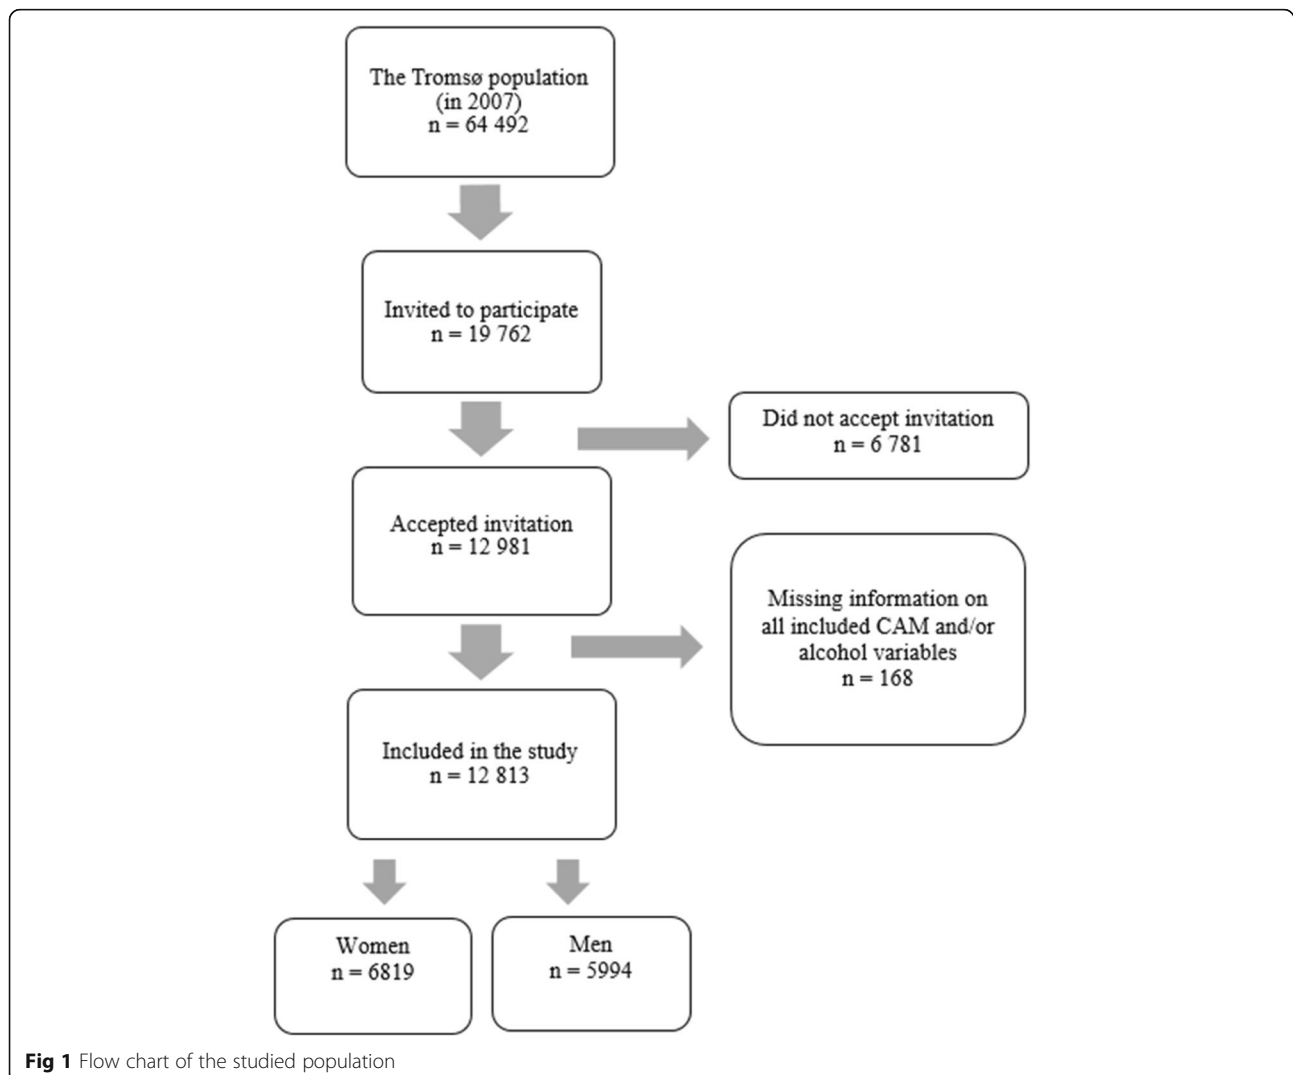 The Tromsø population
(in 2007)
n = 64 492
Invited to participate
n = 19 762
Did not accept invitation
n = 6 781
Accepted invitation
n = 12 981
Missing information on
all included CAM and/or
alcohol variables
n = 168
Included in the study
n = 12 813
Women
n = 6819
Men
n = 5994
Fig 1 Flow chart of the studied population